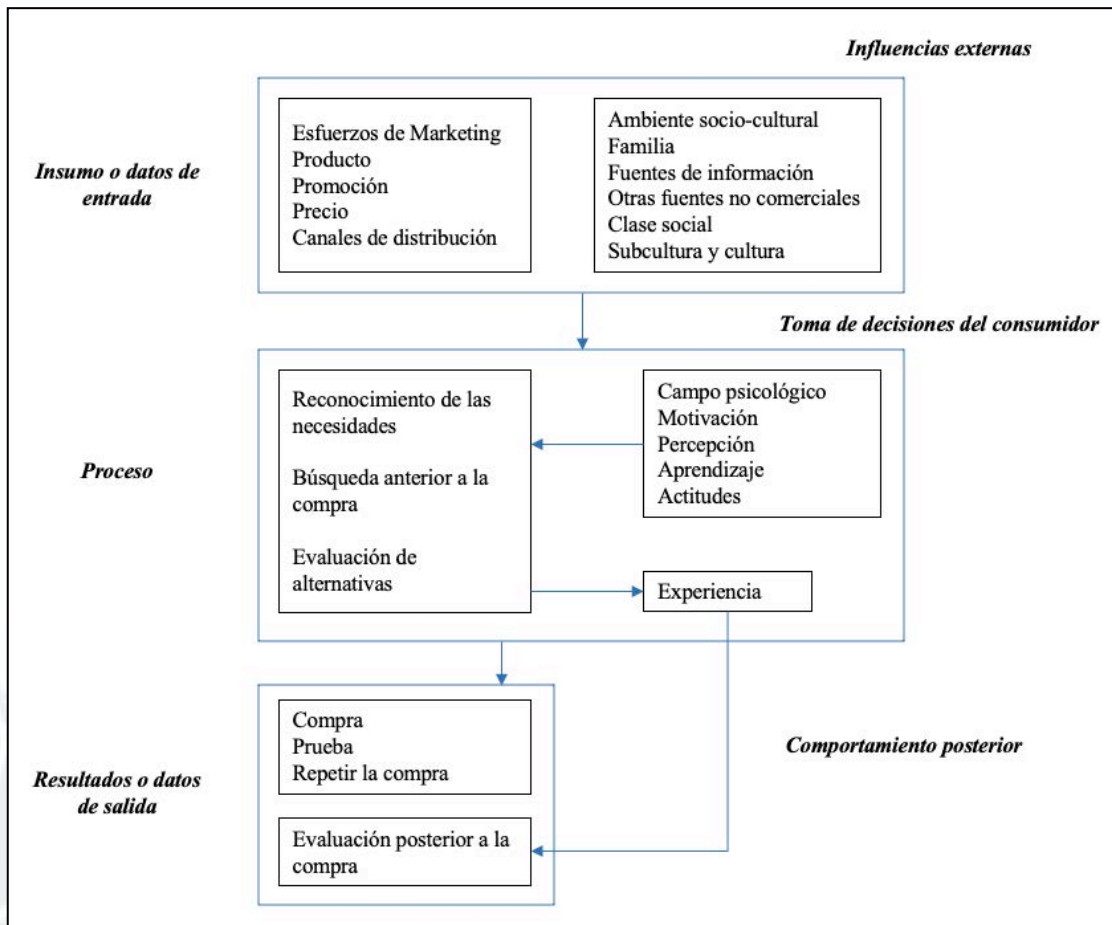 Influencias externas
Insumo o datos de
entrada
Esfuerzos de Marketing
Producto
Promoción
Precio
Canales de distribución
Ambiente socio-cultural
Familia
Fuentes de información
Otras fuentes no comerciales
Clase social
Subcultura y cultura
Toma de decisiones del consumidor
Proceso
Reconocimiento de las
necesidades
Búsqueda anterior a la
compra
Evaluación de
alternativas
Campo psicológico
Motivación
Percepción
Aprendizaje
Actitudes
Experiencia
Resultados o datos
de salida
Compra
Prueba
Repetir la compra
Evaluación posterior a la
compra
Comportamiento posterior